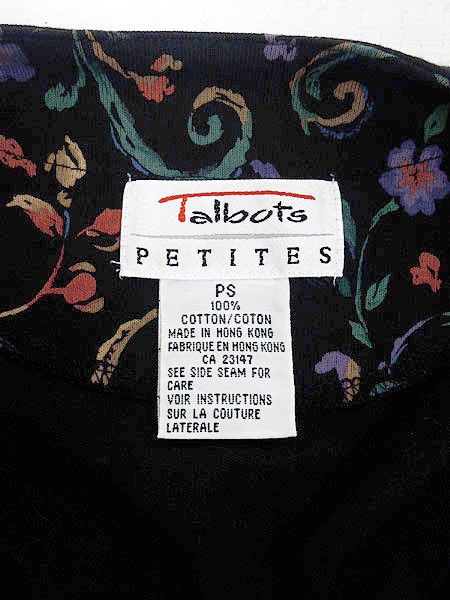 Talbots
PETITES
PS
100%
COTTON/COTON
MADE IN HONG KONG
FABRIQUE EN HONG KONG
CA 23147
SEE SIDE SEAM FOR
CARE
VOIR INSTRUCTIONS
SUR LA COUTURE
LATERALE